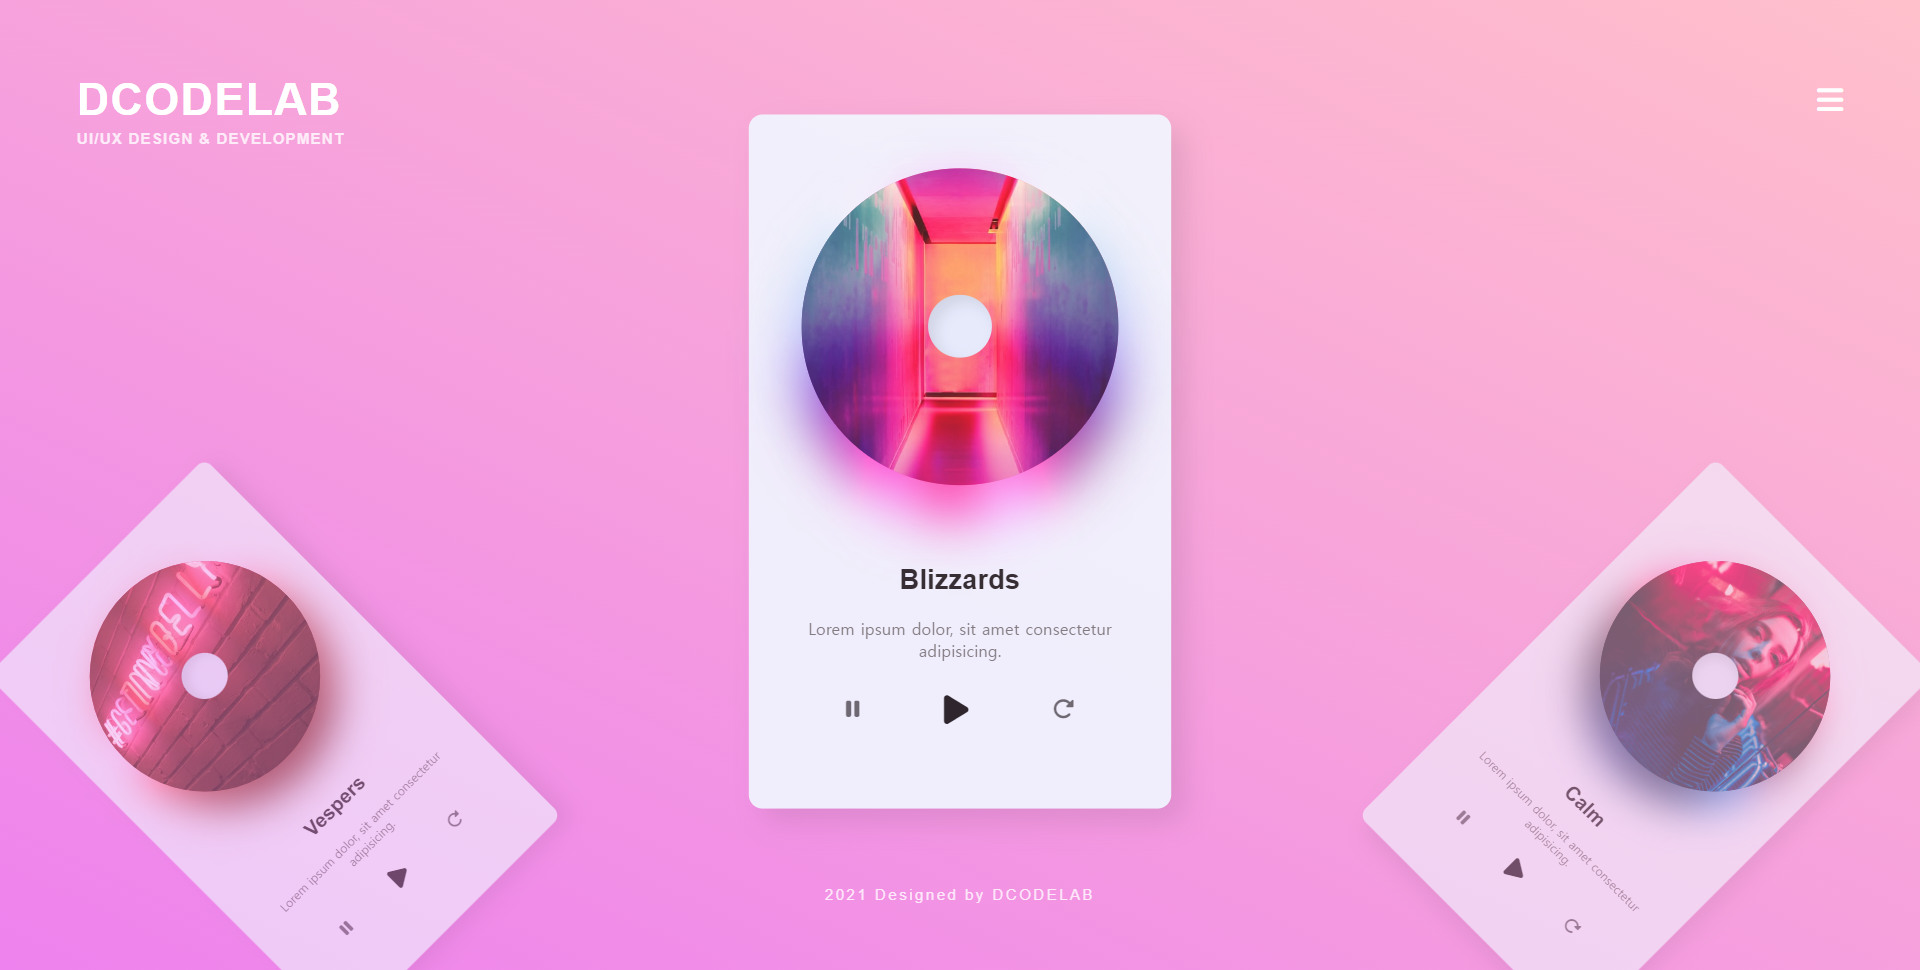 DCODELAB
UI/UX DESIGN & DEVELOPMENT
Blizzards
Lorem ipsum dolor, sit amet consectetur
adipisicing.
#GETINMYBELLY
Vespers
Lorem ipsum dolor, sit amet consectetur
adipisicing.
Calm
Lorem ipsum dolor, sit amet consectetur
adipisicing.
2021 Designed by DCODELAB